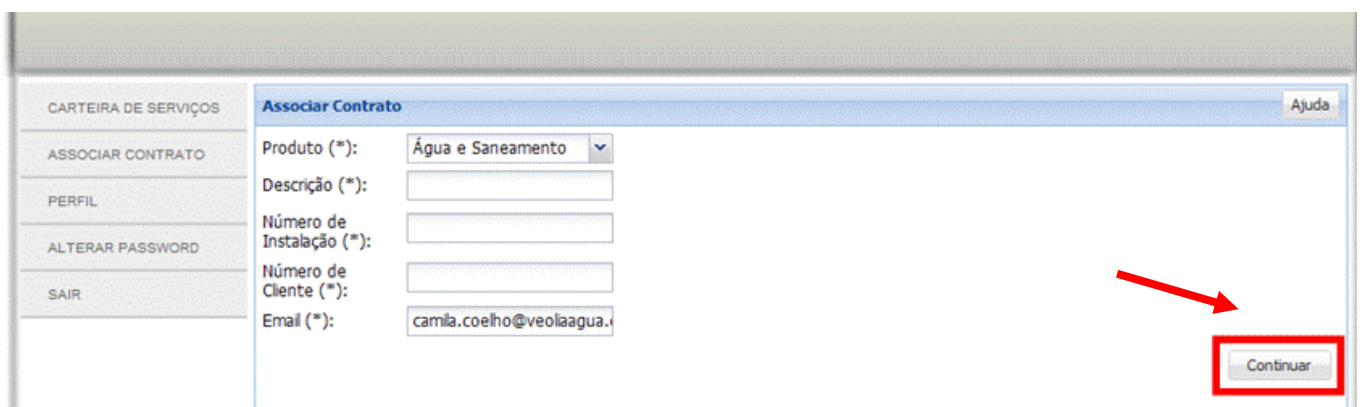 CARTEIRA DE SERVIÇOS
ASSOCIAR CONTRATO
PERFIL
ALTERAR PASSWORD
SAIR
Associar Contrato
Ajuda
Produto (*):
Água e Saneamento
Descrição (*):
Número de
Instalação (*):
Número de
Cliente (*):
Email (*):
camila.coelho@veoliaagua.
Continuar